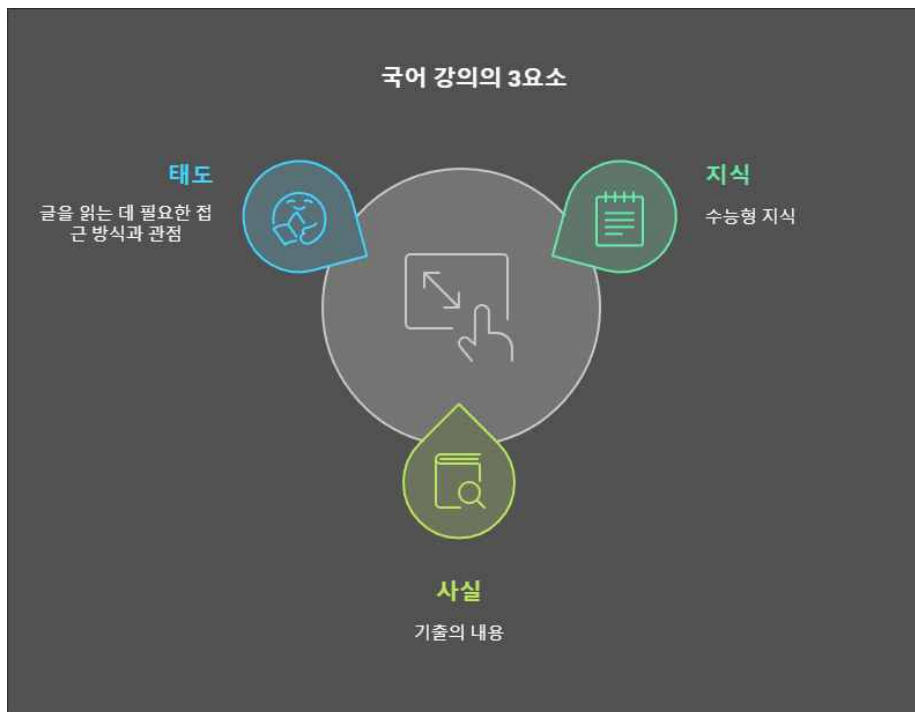 국어 강의의 3요소
태도
글을 읽는 데 필요한 접
근 방식과 관점
지식
수능형 지식
사실
기출의 내용